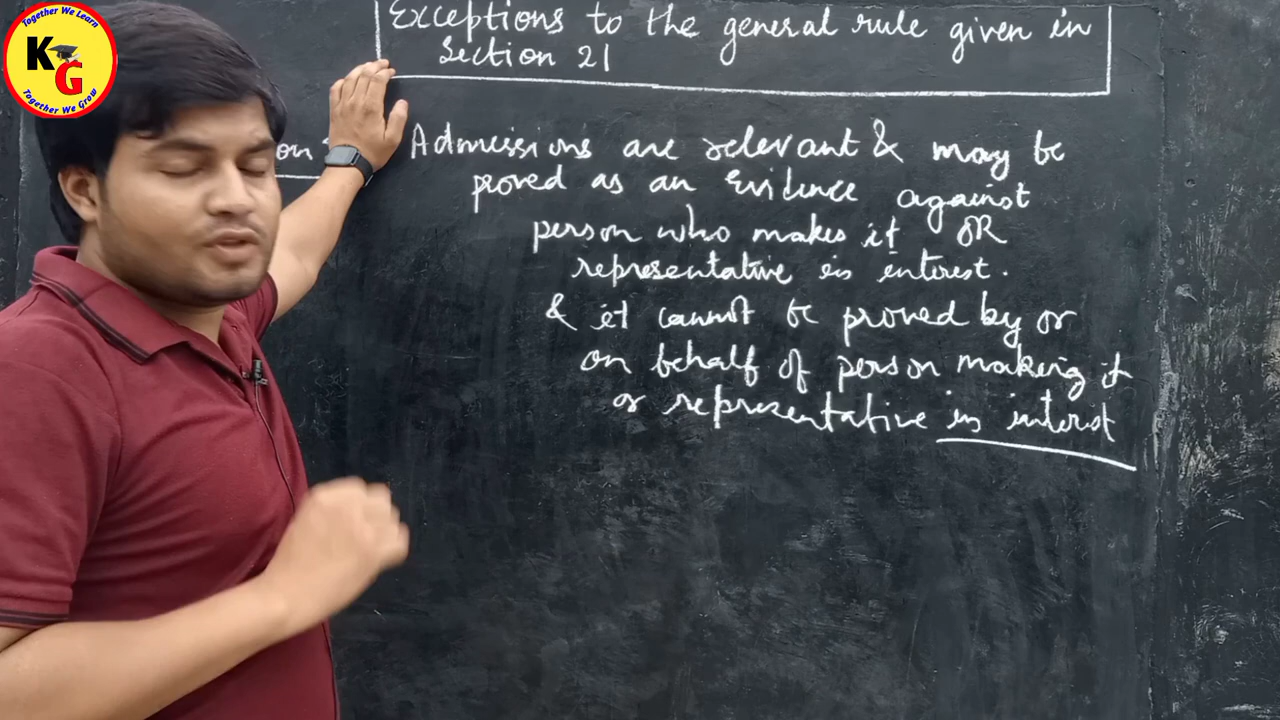 Together We Learn
KG
Together We Grow
Exceptions to the general rule given in
Section 21
on
Admissions are relevant & may be
proved as an Evidence against
person who makes it OR
representative in interest.
& it cannot be proved by or
on behalf of person making it
or representative in interest